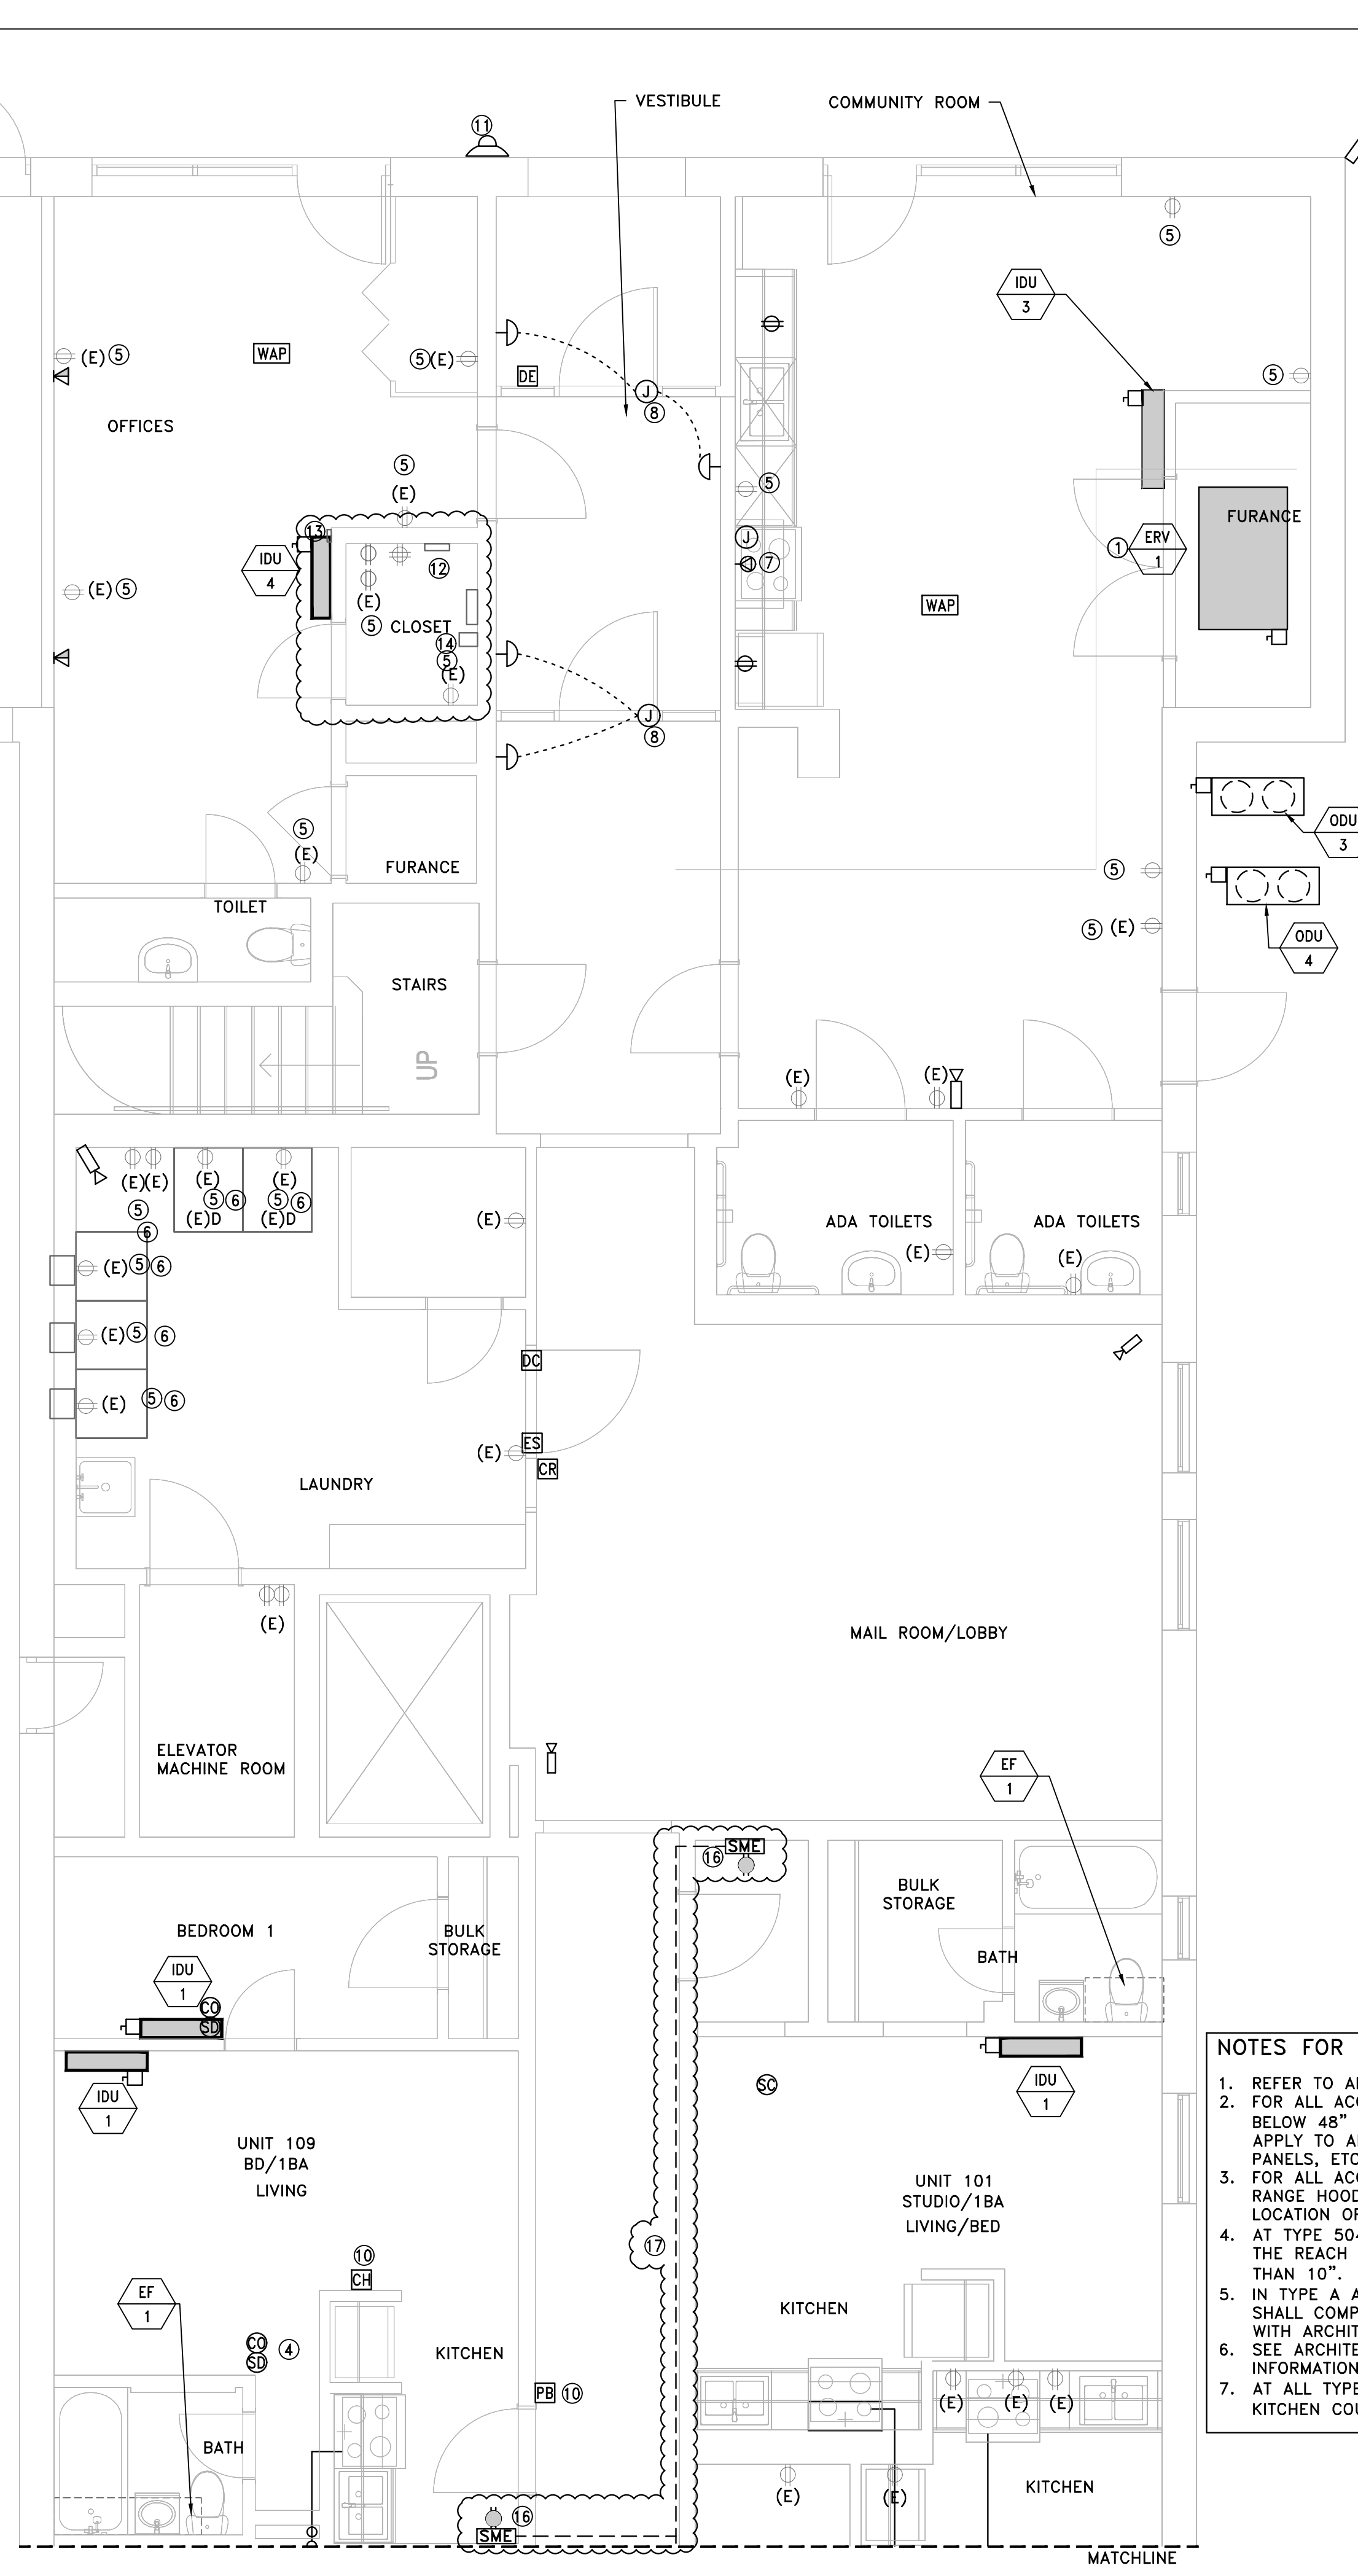 VESTIBULE
COMMUNITY ROOM
11
5
IDU
3
(E) 5
WAP
5 (E)
DE
J
8
5
OFFICES
5
(E)
5
J
7
FURANCE
1
ERV
1
13
IDU
4
12
(E) 5
(E)
5
CLOSET
14
5
(E)
WAP
J
8
ODU
3
5
(E)
FURANCE
5
TOILET
5 (E)
ODU
4
STAIRS
UP
(E)
(E)
(E)(E)
5
6
(E)
5 6
(E)D
(E)
5 6
(E)D
(E)
ADA TOILETS
ADA TOILETS
(E)
(E)
(E) 5 6
(E) 5 6
(E) 5 6
DC
ES
(E)
CR
LAUNDRY
(E)
MAIL ROOM/LOBBY
ELEVATOR
MACHINE ROOM
EF
1
SME
16
BULK
STORAGE
BEDROOM 1
BULK
STORAGE
BATH
IDU
1
CO
SD
IDU
1
SC
IDU
1
UNIT 109
BD/1BA
LIVING
UNIT 101
STUDIO/1BA
LIVING/BED
17
10
CH
EF
1
KITCHEN
CO
SD
4
KITCHEN
PB 10
(E)
(E)
(E)
BATH
(E)
(E)
KITCHEN
16
SME
MATCHLINE
NOTES FOR
1. REFER TO
2. FOR ALL
BELOW 48"
APPLY TO
PANELS,
3. FOR ALL
RANGE
LOCATION
4. AT TYPE
THE REACH
THAN 10".
5. IN TYPE A
SHALL
WITH
6. SEE
INFORMATION
7. AT ALL
KITCHEN